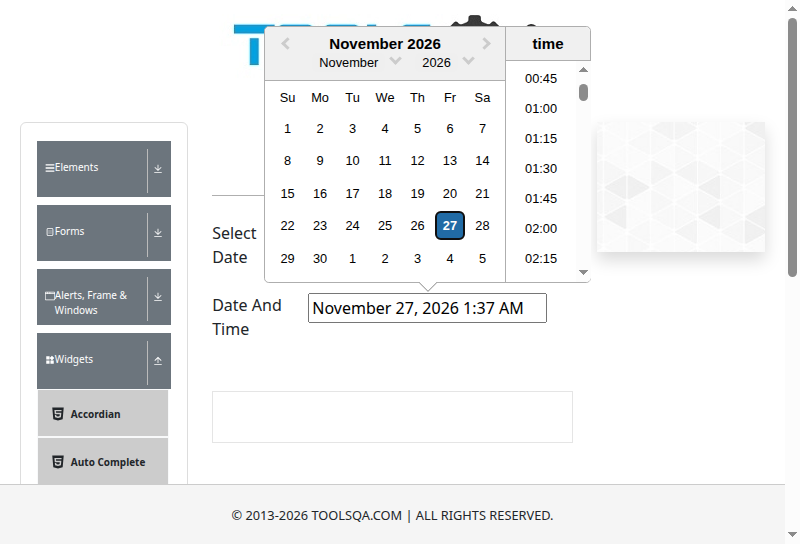 November 2026
November
2026
Su Mo Tu We Th Fr Sa
1 2 3 4 5 6 7
8 9 10 11 12 13 14
15 16 17 18 19 20 21
22 23 24 25 26 27 28
29 30 1 2 3 4 5
time
00:45
01:00
01:15
01:30
01:45
02:00
02:15
Elements
Forms
Alerts, Frame &
Windows
Widgets
Accordian
Auto Complete
Select
Date
Date And
Time
November 27, 2026 1:37 AM
© 2013-2026 TOOLSQA.COM | ALL RIGHTS RESERVED.